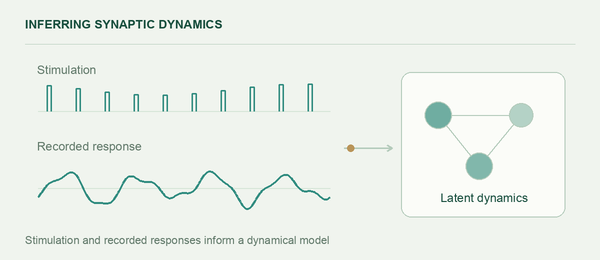 INFERRING SYNAPTIC DYNAMICS
Stimulation
Recorded response
Latent dynamics
Stimulation and recorded responses inform a dynamical model